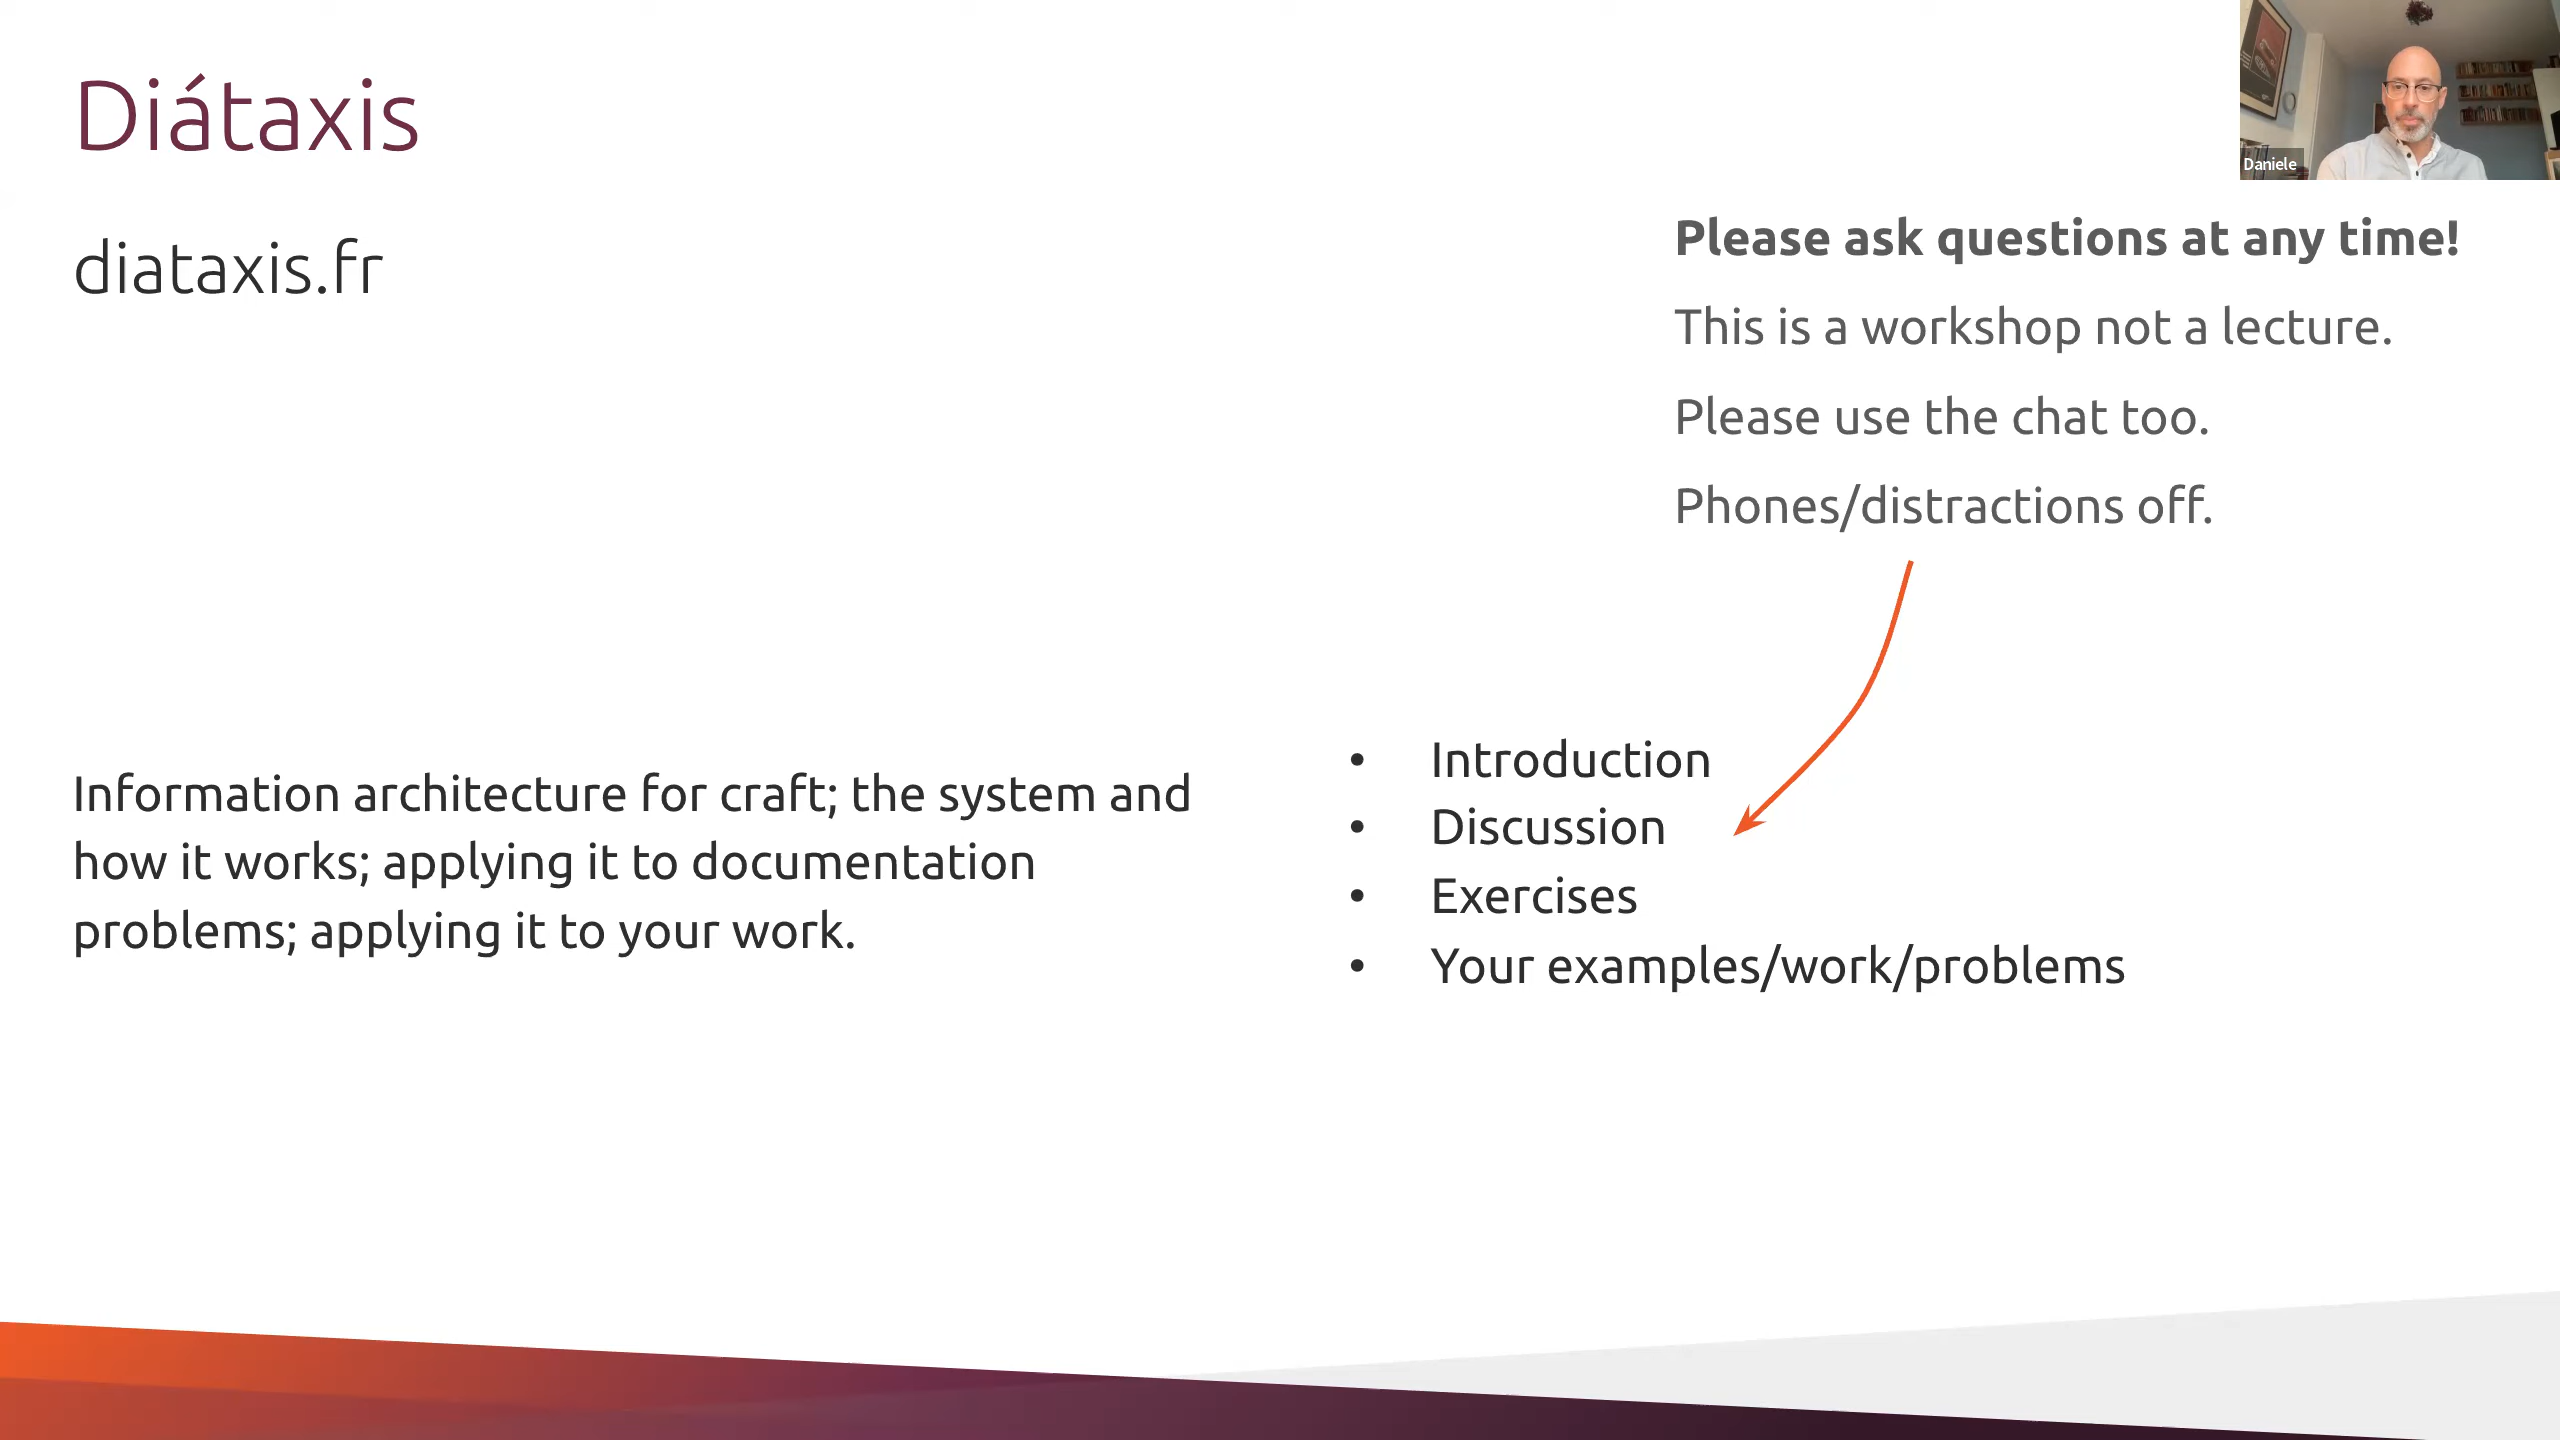 Diátaxis
diataxis.fr
Daniele
Please ask questions at any time!
This is a workshop not a lecture.
Please use the chat too.
Phones/distractions off.
Information architecture for craft; the system and
how it works; applying it to documentation
problems; applying it to your work.
• Introduction
• Discussion
• Exercises
• Your examples/work/problems